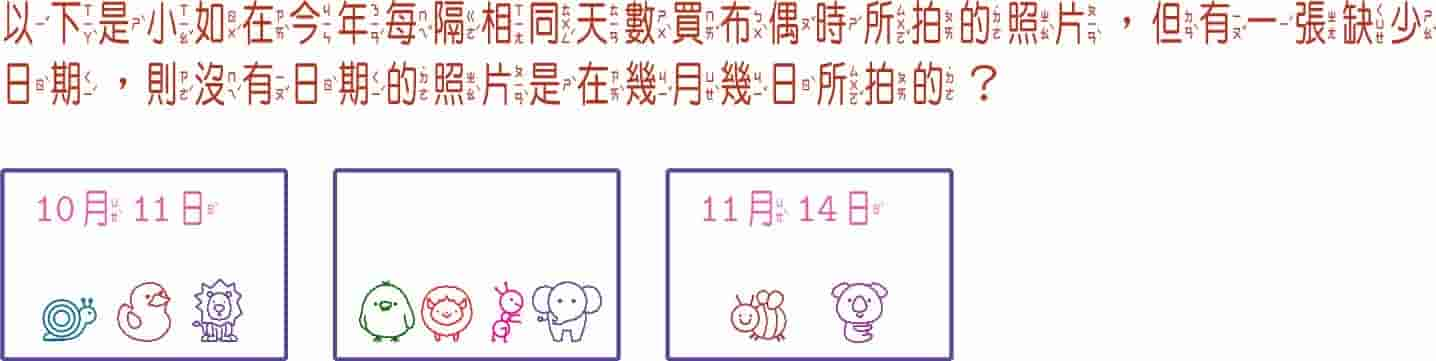 以下是小如在今年每隔相同天數買布偶時所拍的照片，但有一張缺少
日期，則沒有日期的照片是在幾月幾日所拍的？
10月11日
11月14日